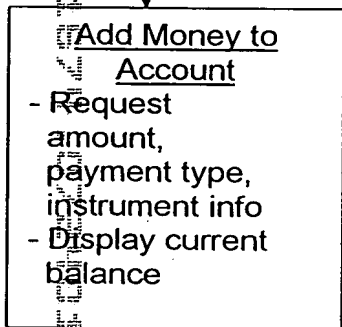 Add Money to
Account
- Request
amount,
payment type,
instrument info
- Display current
balance